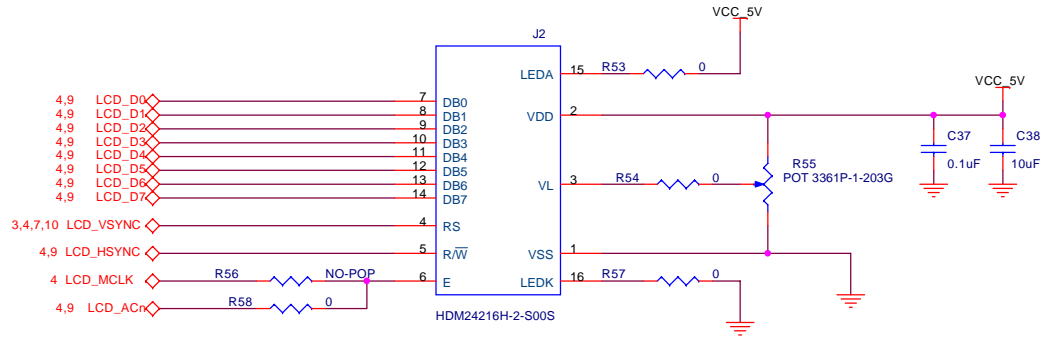 VCC_5V
J2
15 R53 0
LEDA
VCC_5V
4,9 LCD_D0 7 DB0 VDD 2
4,9 LCD_D1 8 DB1
4,9 LCD_D2 9 DB2
4,9 LCD_D3 10 DB3
4,9 LCD_D4 11 DB4
4,9 LCD_D5 12 DB5
4,9 LCD_D6 13 DB6
4,9 LCD_D7 14 DB7
C37 C38
0.1uF 10uF
R55
POT 3361P-1-203G
VL 3 R54 0
3,4,7,10 LCD_VSYNC 4 RS
4,9 LCD_HSYNC 5 R/W VSS 1
4 LCD_MCLK R56 NO-POP 6 E LEDK 16 R57 0
4,9 LCD_ACn R58 0
HDM24216H-2-S00S